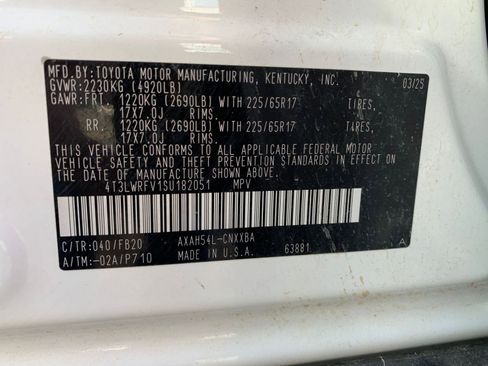 MFD.BY:TOYOTA MOTOR MANUFACTURING, KENTUCKY, INC. 03/25
GVWR:2230KG (4920LB)
GAWR:FRT. 1220KG (2690LB) WITH 225/65R17 TIRES,
17X7.0J RIMS.
RR. 1220KG (2690LB) WITH 225/65R17 TIRES,
17X7.0J RIMS.
THIS VEHICLE CONFORMS TO ALL APPLICABLE FEDERAL MOTOR
VEHICLE SAFETY AND THEFT PREVENTION STANDARDS IN EFFECT
ON THE DATE OF MANUFACTURE SHOWN ABOVE.
4T3LWRFV1SU182051 MPV
C/TR:040/FB20 AXAH54L-CNXXBA
A/TM:-02A/P710 MADE IN U.S.A. 63881 A